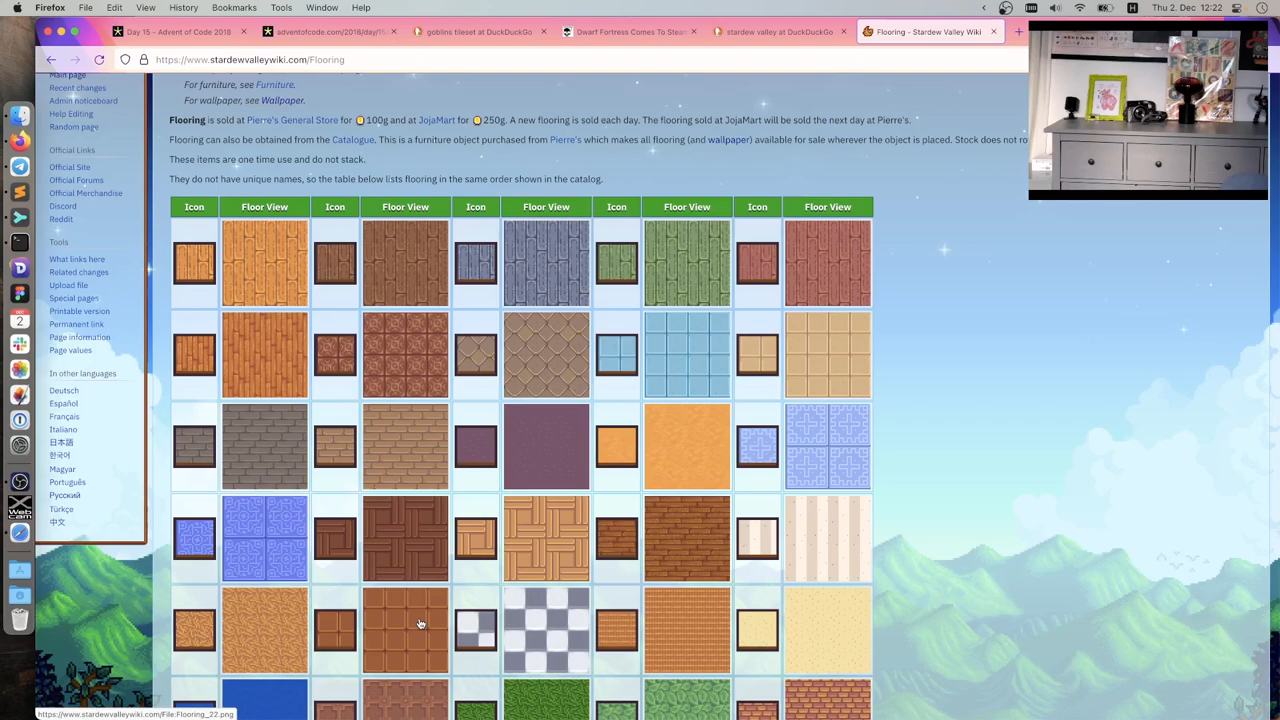 Firefox File Edit View History Bookmarks Tools Window Help
Thu 2. Dec 12:22
Day 15 - Advent of Code 2018
adventofcode.com/2018/day/15
goblins tileset at DuckDuckGo
Dwarf Fortress Comes To Steam
stardew valley at DuckDuckGo
Flooring - Stardew Valley Wiki
https://www.stardewvalleywiki.com/Flooring
Main page
Recent changes
Admin noticeboard
Help Editing
Random page
Official Links
Official Site
Official Forums
Official Merchandise
Discord
Reddit
Tools
What links here
Related changes
Upload file
Special pages
Printable version
Permanent link
Page information
Page values
In other languages
Deutsch
Español
Français
Italiano
日本語
한국어
Magyar
Português
Русский
Türkçe
中文
For furniture, see Furniture.
For wallpaper, see Wallpaper.
Flooring is sold at Pierre's General Store for 100g and at JojaMart for 250g. A new flooring is sold each day. The flooring sold at JojaMart will be sold the next day at Pierre's.
Flooring can also be obtained from the Catalogue. This is a furniture object purchased from Pierre's which makes all flooring (and wallpaper) available for sale wherever the object is placed. Stock does not ro
These items are one time use and do not stack.
They do not have unique names, so the table below lists flooring in the same order shown in the catalog.
Icon Floor View Icon Floor View Icon Floor View Icon Floor View Icon Floor View
DEC
2
Web
cam
https://www.stardewvalleywiki.com/File:Flooring_22.png